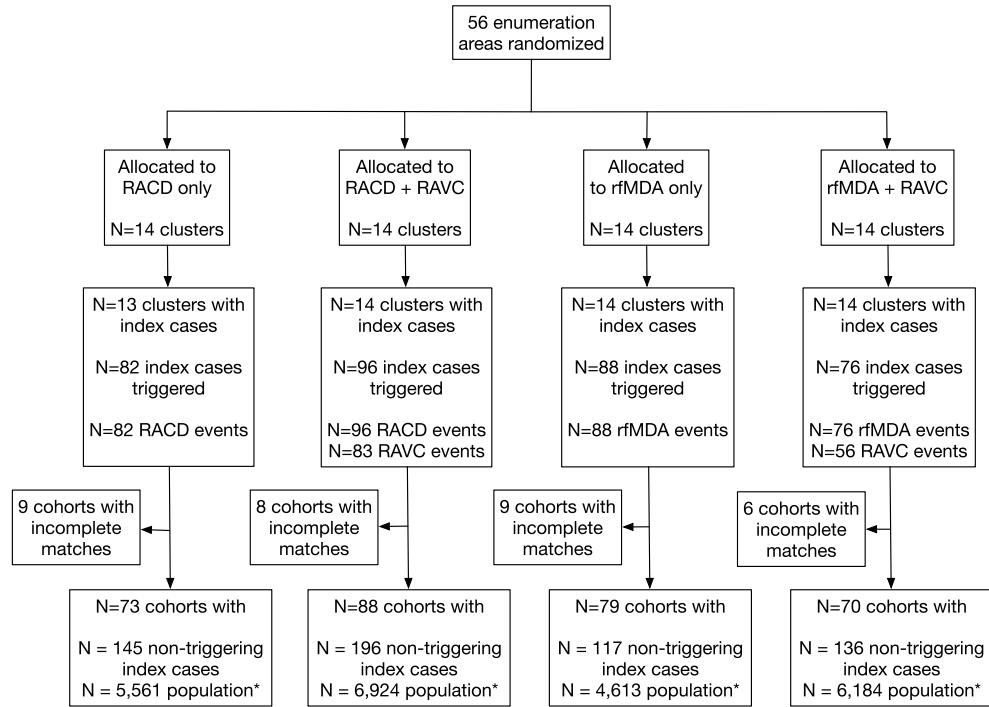 56 enumeration
areas randomized
Allocated to
RACD only
N=14 clusters
Allocated to
RACD + RAVC
N=14 clusters
Allocated
to rfMDA only
N=14 clusters
Allocated to
rfMDA + RAVC
N=14 clusters
N=13 clusters with
index cases
N=82 index cases
triggered
N=82 RACD events
N=14 clusters with
index cases
N=96 index cases
triggered
N=96 RACD events
N=83 RAVC events
N=14 clusters with
index cases
N=88 index cases
triggered
N=88 rfMDA events
N=14 clusters with
index cases
N=76 index cases
triggered
N=76 rfMDA events
N=56 RAVC events
9 cohorts with
incomplete
matches
8 cohorts with
incomplete
matches
9 cohorts with
incomplete
matches
6 cohorts with
incomplete
matches
N=73 cohorts with
N = 145 non-triggering
index cases
N = 5,561 population*
N=88 cohorts with
N = 196 non-triggering
index cases
N = 6,924 population*
N=79 cohorts with
N = 117 non-triggering
index cases
N = 4,613 population*
N=70 cohorts with
N = 136 non-triggering
index cases
N = 6,184 population*